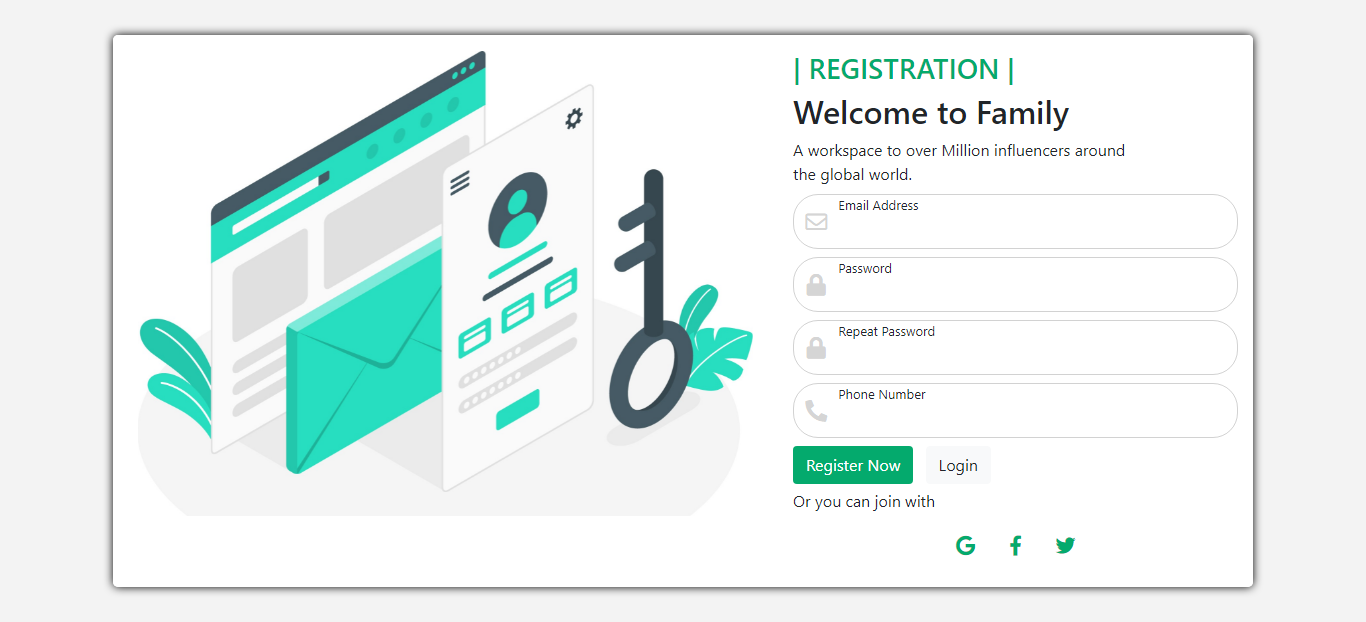 | REGISTRATION |
Welcome to Family
A workspace to over Million influencers around
the global world.
Email Address
Password
Repeat Password
Phone Number
Register Now
Login
Or you can join with